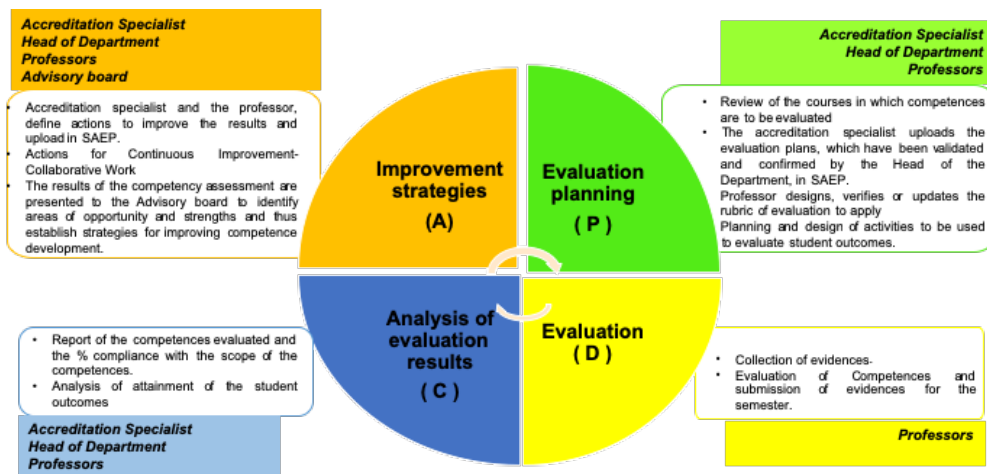 Accreditation Specialist
Head of Department
Professors
Advisory board
• Accreditation specialist and the professor,
define actions to improve the results and
upload in SAEP.
• Actions for Continuous Improvement-
Collaborative Work
• The results of the competency assessment are
presented to the Advisory board to identify
areas of opportunity and strengths and thus
establish strategies for improving competence
development.
Accreditation Specialist
Head of Department
Professors
• Review of the courses in which competences
are to be evaluated
• The accreditation specialist uploads the
evaluation plans, which have been validated
and confirmed by the Head of the
Department, in SAEP.
Professor designs, verifies or updates the
rubric of evaluation to apply
Planning and design of activities to be used
to evaluate student outcomes.
Improvement
strategies
(A)
Evaluation
planning
( P )
Analysis of
evaluation
results
( C )
Evaluation
( D )
• Report of the competences evaluated and
the % compliance with the scope of the
competences.
• Analysis of attainment of the student
outcomes
Accreditation Specialist
Head of Department
Professors
• Collection of evidences-
• Evaluation of Competences and
submission of evidences for the
semester.
Professors